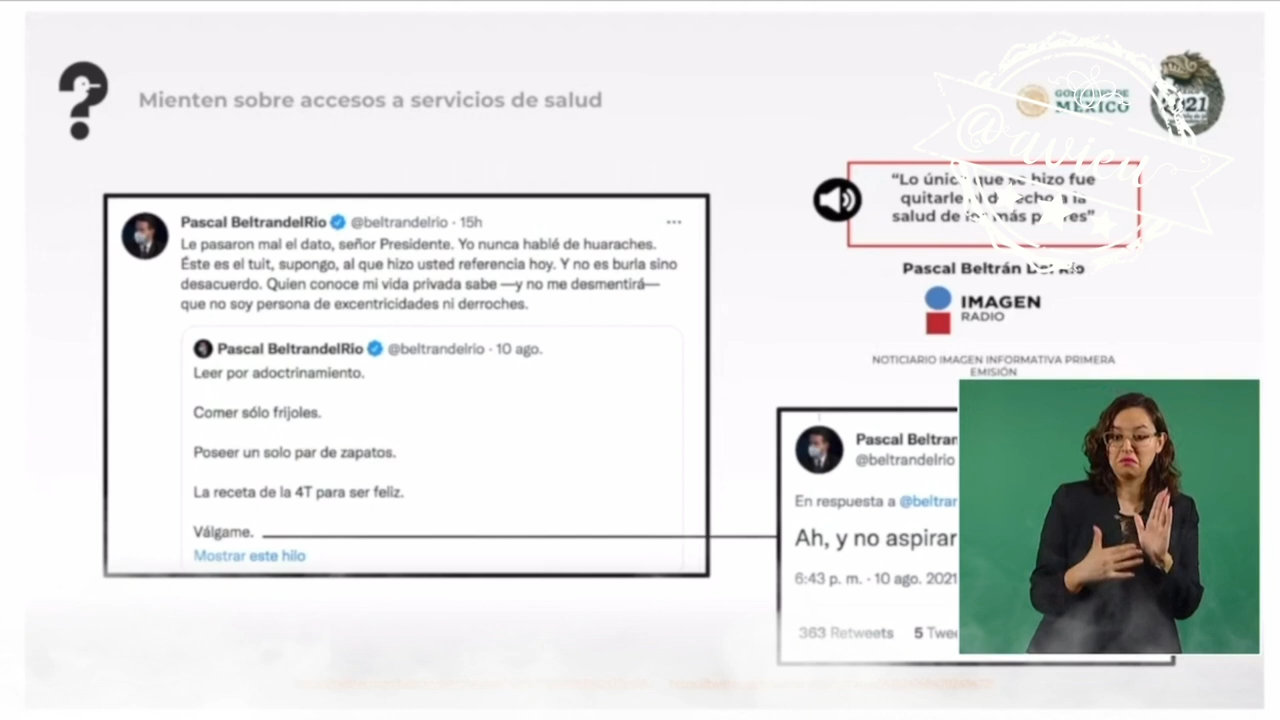 Mienten sobre accesos a servicios de salud
GOBIERNO DE
MÉXICO
2021
@avieu
“Lo único que se hizo fue
quitarle el derecho a la
salud de los más pobres”
Pascal Beltrán Del Río
IMAGEN
RADIO
NOTICIARIO IMAGEN INFORMATIVA PRIMERA
EMISIÓN
Pascal BeltrandelRio @beltrandelrio · 15h
Le pasaron mal el dato, señor Presidente. Yo nunca hablé de huaraches.
Éste es el tuit, supongo, al que hizo usted referencia hoy. Y no es burla sino
desacuerdo. Quien conoce mi vida privada sabe —y no me desmentirá—
que no soy persona de excentricidades ni derroches.
Pascal BeltrandelRio @beltrandelrio · 10 ago.
Leer por adoctrinamiento.
Comer sólo frijoles.
Poseer un solo par de zapatos.
La receta de la 4T para ser feliz.
Válgame.
Mostrar este hilo
Pascal Beltran
@beltrandelrio
En respuesta a @beltrar
Ah, y no aspirar
6:43 p. m. · 10 ago. 2021
363 Retweets 5 Twee